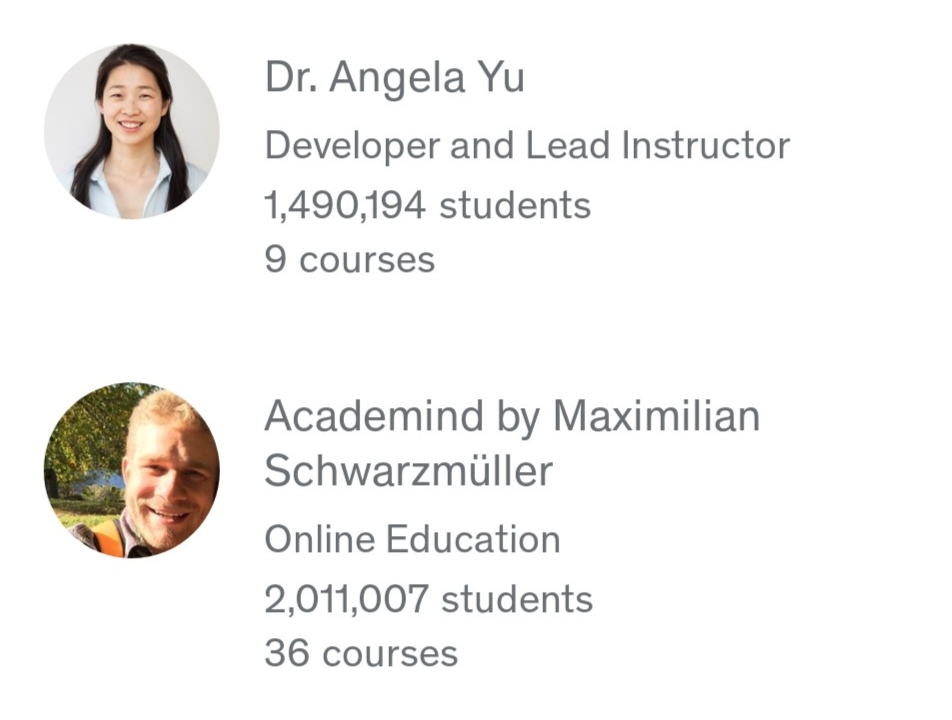 Dr. Angela Yu
Developer and Lead Instructor
1,490,194 students
9 courses
Academind by Maximilian
Schwarzmüller
Online Education
2,011,007 students
36 courses